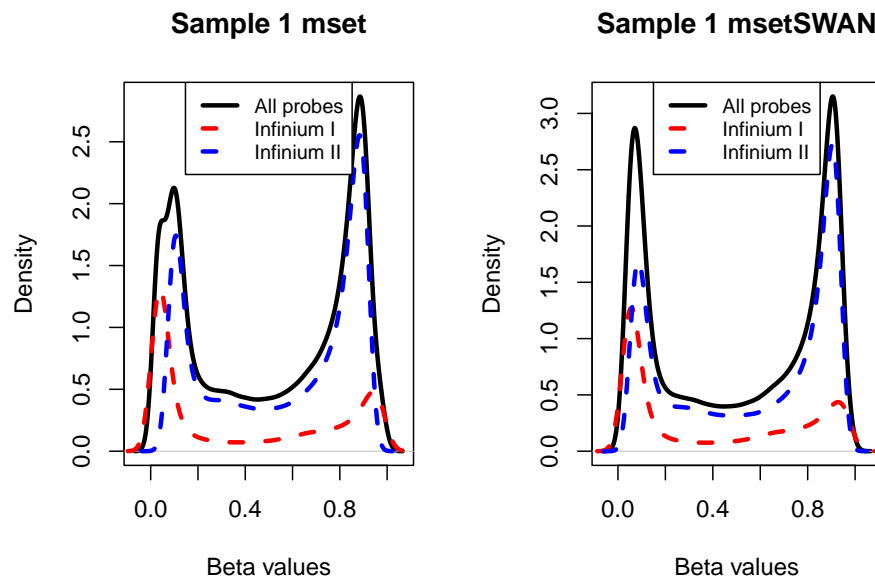 Sample 1 mset
All probes
Infinium I
Infinium II
Density
0.0
0.5
1.0
1.5
2.0
2.5
0.0 0.4 0.8
Beta values
Sample 1 msetSWAN
All probes
Infinium I
Infinium II
Density
0.0
0.5
1.0
1.5
2.0
2.5
3.0
0.0 0.4 0.8
Beta values